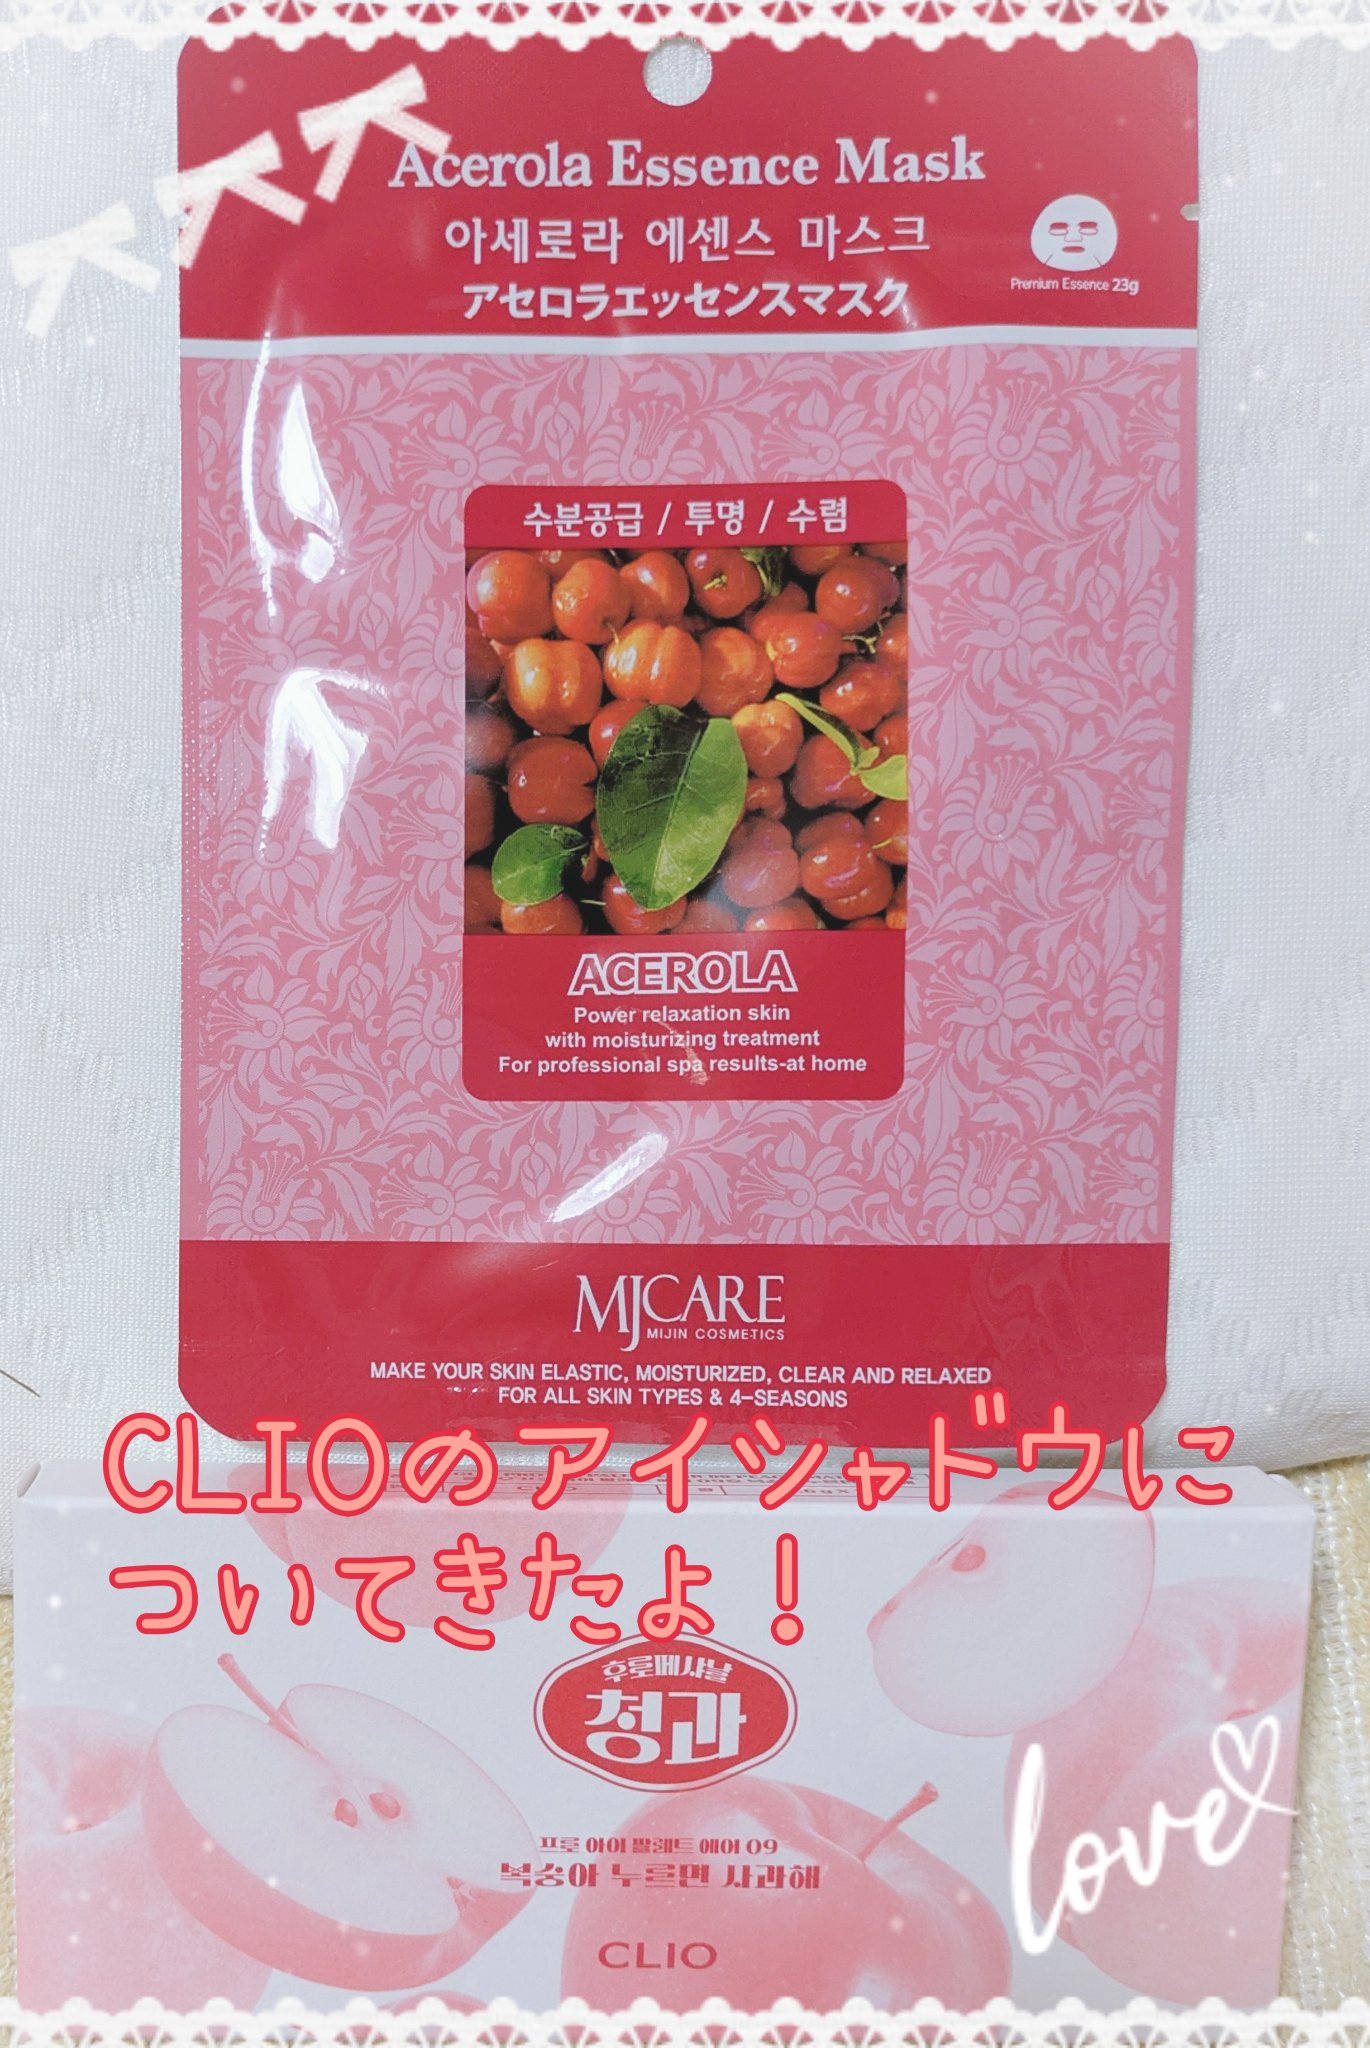 Acerola Essence Mask
아세로라 에센스 마스크
アセロラエッセンスマスク
Premium Essence 23g
수분공급 / 투명 / 수렴
ACEROLA
Power relaxation skin
with moisturizing treatment
For professional spa results-at home
MJCARE
MIJIN COSMETICS
MAKE YOUR SKIN ELASTIC, MOISTURIZED, CLEAR AND RELAXED
FOR ALL SKIN TYPES & 4-SEASONS
CLIOのアイシャドウに
ついてきたよ！
후로페샤날
청과
프로 아이 팔레트 에어 09
복숭아 누르면 사과해
CLIO
love